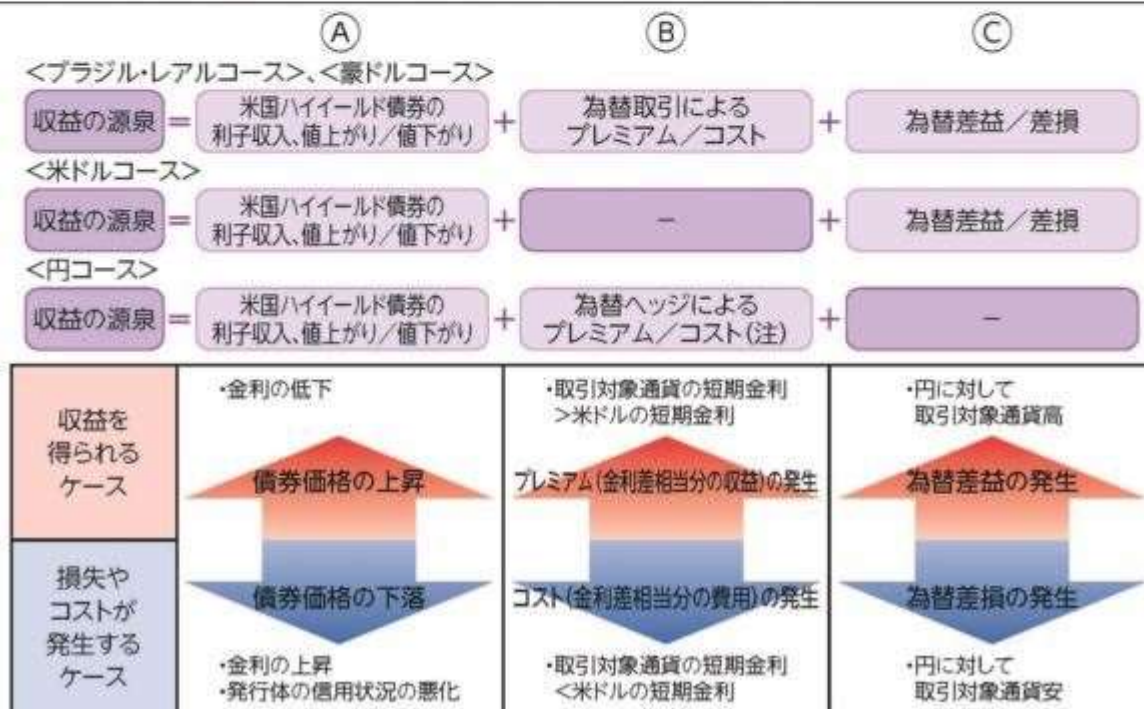 Ⓐ Ⓑ Ⓒ
<ブラジル・レアルコース>、<豪ドルコース>
収益の源泉 = 米国ハイイールド債券の利子収入、値上がり/値下がり + 為替取引によるプレミアム/コスト + 為替差益/差損
<米ドルコース>
収益の源泉 = 米国ハイイールド債券の利子収入、値上がり/値下がり + − + 為替差益/差損
<円コース>
収益の源泉 = 米国ハイイールド債券の利子収入、値上がり/値下がり + 為替ヘッジによるプレミアム/コスト(注) + −
収益を
得られる
ケース
・金利の低下
債券価格の上昇
・取引対象通貨の短期金利
>米ドルの短期金利
プレミアム(金利差相当分の収益)の発生
・円に対して
取引対象通貨高
為替差益の発生
損失や
コストが
発生する
ケース
債券価格の下落
・金利の上昇
・発行体の信用状況の悪化
コスト(金利差相当分の費用)の発生
・取引対象通貨の短期金利
<米ドルの短期金利
為替差損の発生
・円に対して
取引対象通貨安